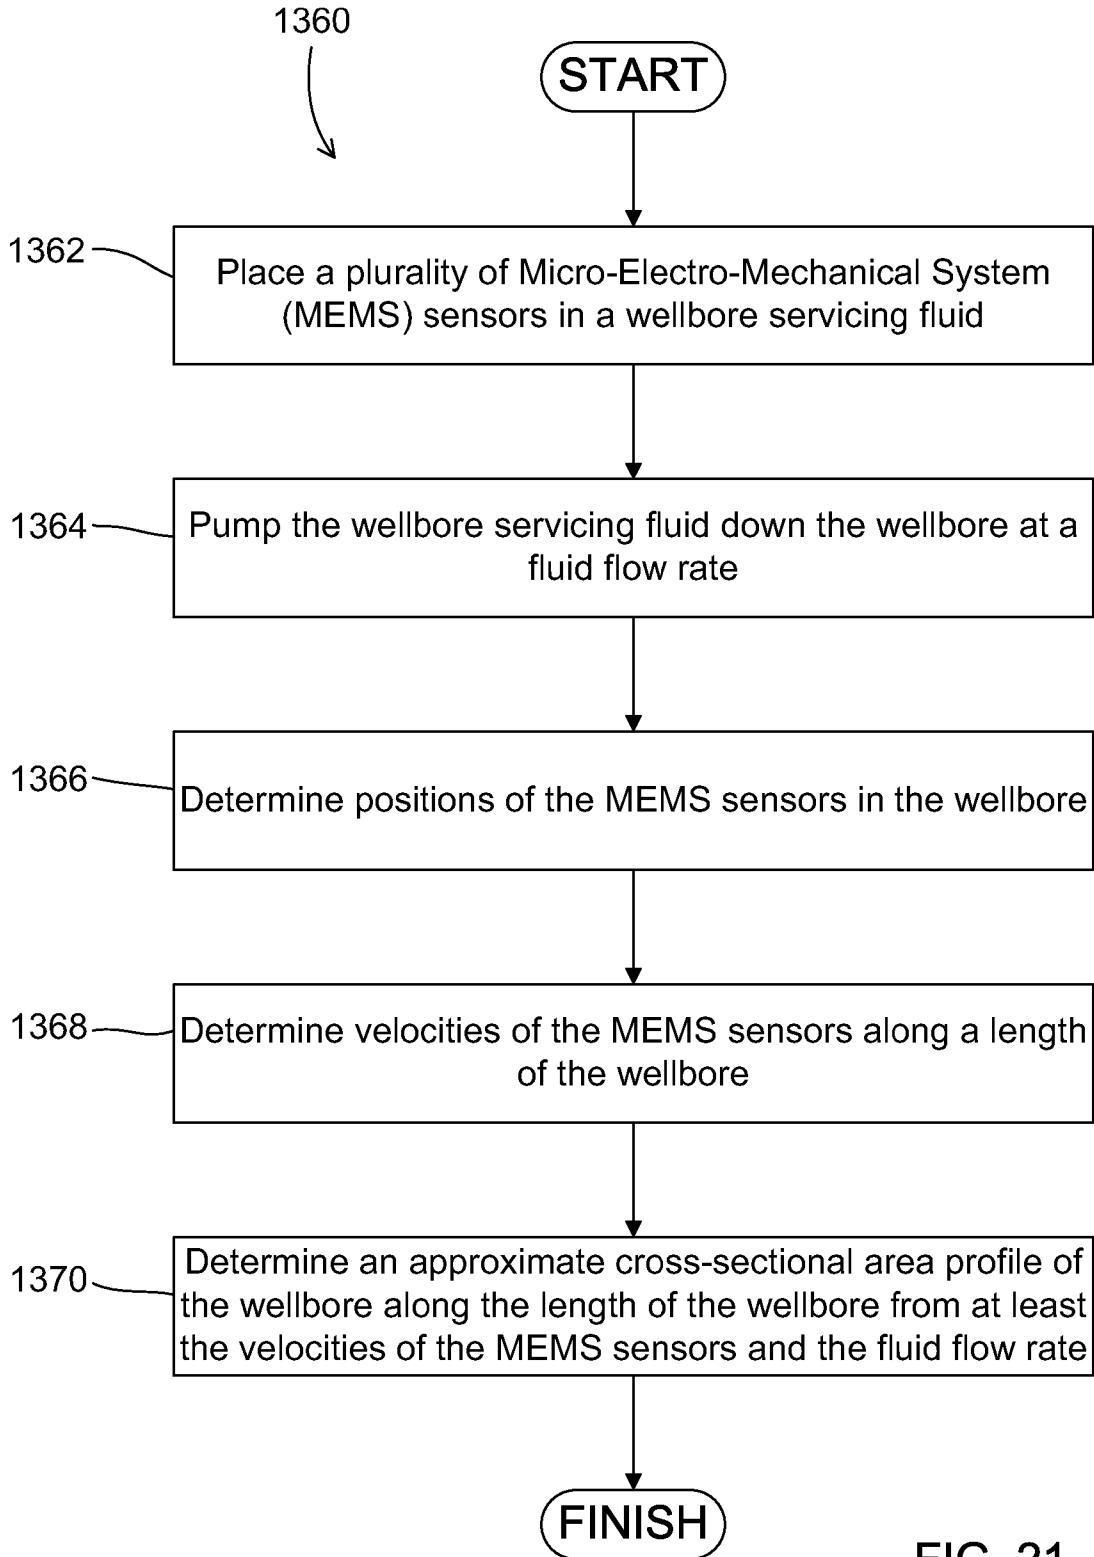 1360
START
1362
Place a plurality of Micro-Electro-Mechanical System
(MEMS) sensors in a wellbore servicing fluid
1364
Pump the wellbore servicing fluid down the wellbore at a
fluid flow rate
1366
Determine positions of the MEMS sensors in the wellbore
1368
Determine velocities of the MEMS sensors along a length
of the wellbore
1370
Determine an approximate cross-sectional area profile of
the wellbore along the length of the wellbore from at least
the velocities of the MEMS sensors and the fluid flow rate
FINISH
FIG. 21